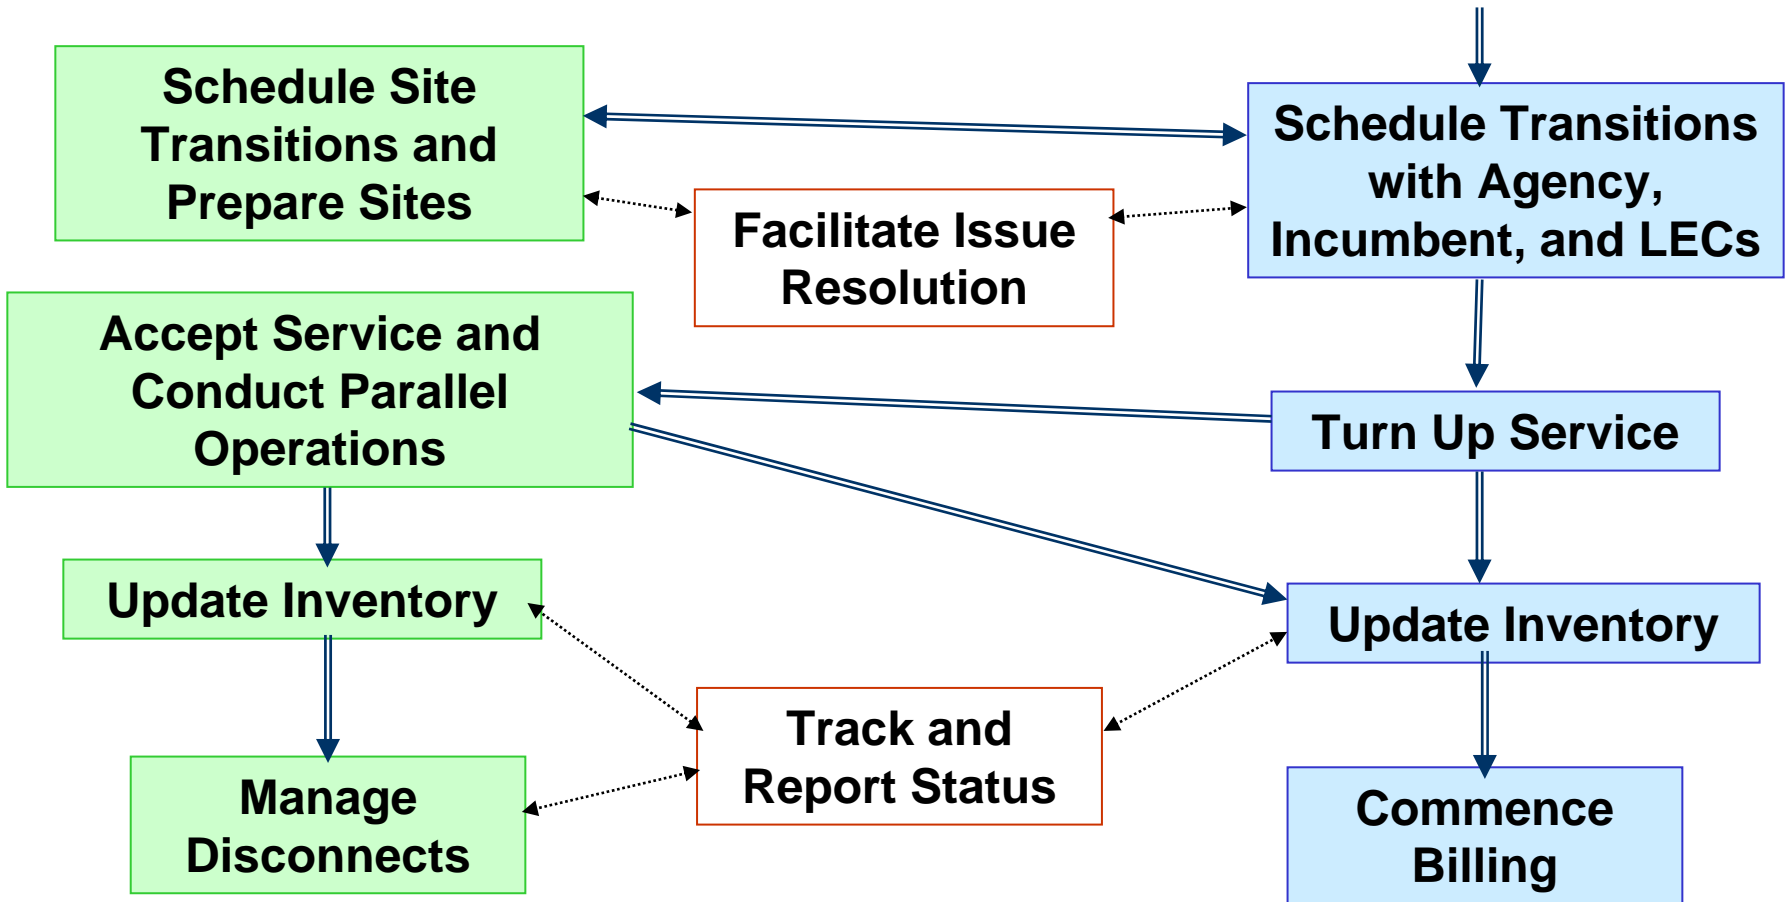 Schedule Site
Transitions and
Prepare Sites
Schedule Transitions
with Agency,
Incumbent, and LECs
Facilitate Issue
Resolution
Accept Service and
Conduct Parallel
Operations
Turn Up Service
Update Inventory
Update Inventory
Track and
Report Status
Manage
Disconnects
Commence
Billing